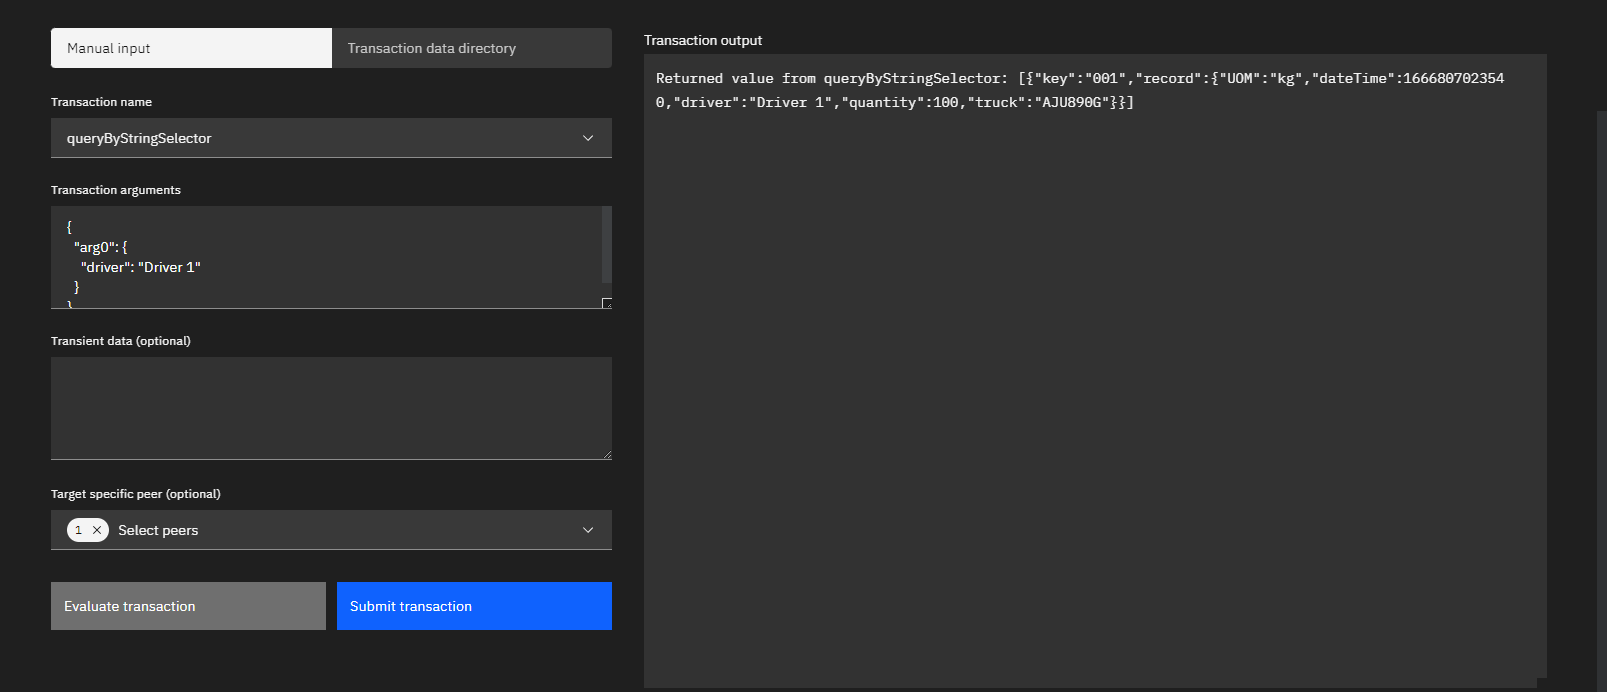 Manual input
Transaction data directory
Transaction name
queryByStringSelector
Transaction arguments
{
"arg0": {
"driver": "Driver 1"
}
}
Transient data (optional)
Target specific peer (optional)
1 × Select peers
Evaluate transaction
Submit transaction
Transaction output
Returned value from queryByStringSelector: [{"key":"001","record":{"UOM":"kg","dateTime":166680702354
0,"driver":"Driver 1","quantity":100,"truck":"AJU890G"}}]